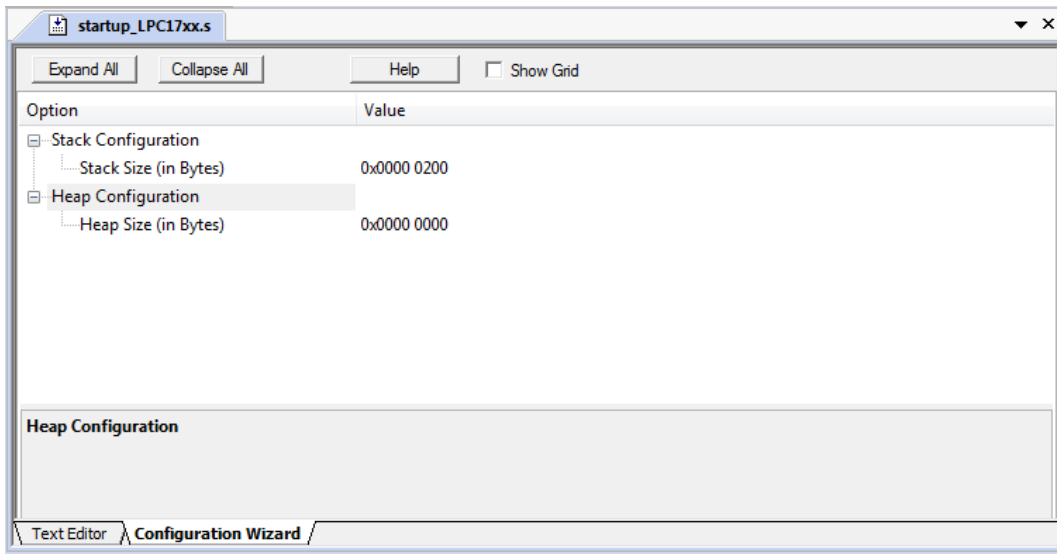 startup_LPC17xx.s
Expand All Collapse All Help Show Grid
Option Value
Stack Configuration
Stack Size (in Bytes) 0x0000 0200
Heap Configuration
Heap Size (in Bytes) 0x0000 0000
Heap Configuration
Text Editor Configuration Wizard